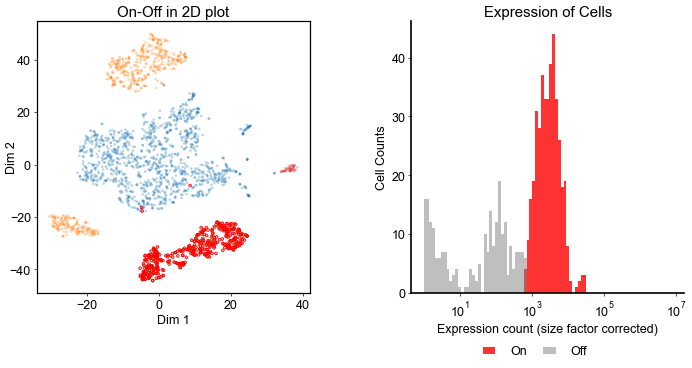 On-Off in 2D plot
Expression of Cells
Dim 2
40
20
0
−20
−40
−20
0
20
40
Dim 1
Cell Counts
40
30
20
10
0
10^1
10^3
10^5
10^7
Expression count (size factor corrected)
On
Off